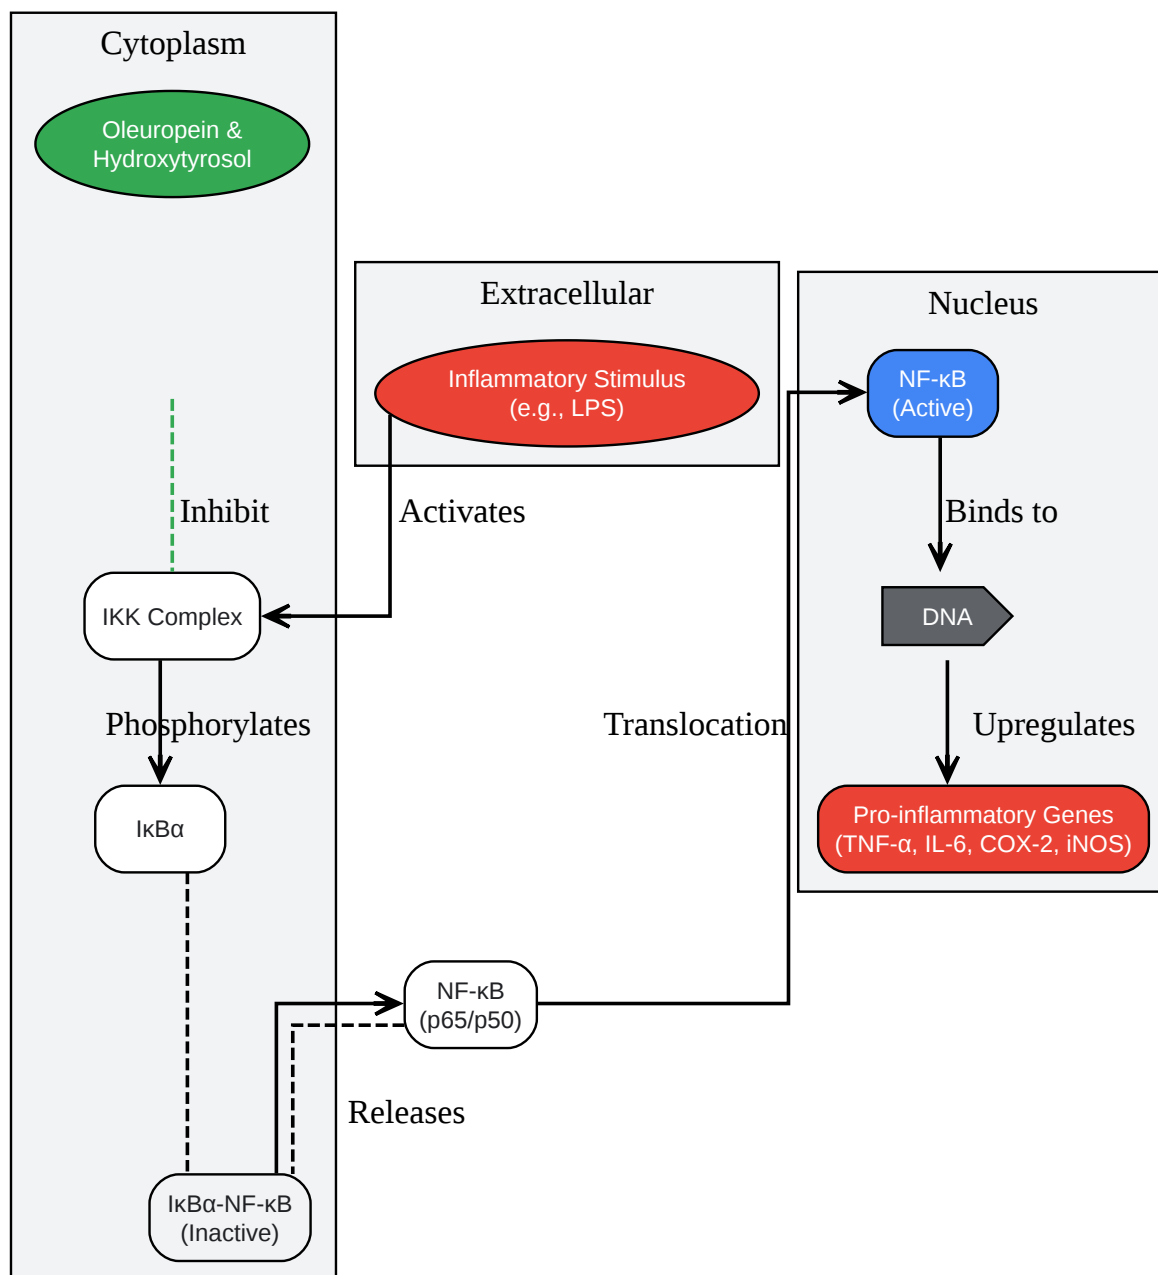 Cytoplasm
Oleuropein &
Hydroxytyrosol
Extracellular
Inflammatory Stimulus
(e.g., LPS)
Nucleus
NF-κB
(Active)
Inhibit
Activates
Binds to
IKK Complex
DNA
Phosphorylates
Translocation
Upregulates
IκBα
Pro-inflammatory Genes
(TNF-α, IL-6, COX-2, iNOS)
NF-κB
(p65/p50)
Releases
IκBα-NF-κB
(Inactive)